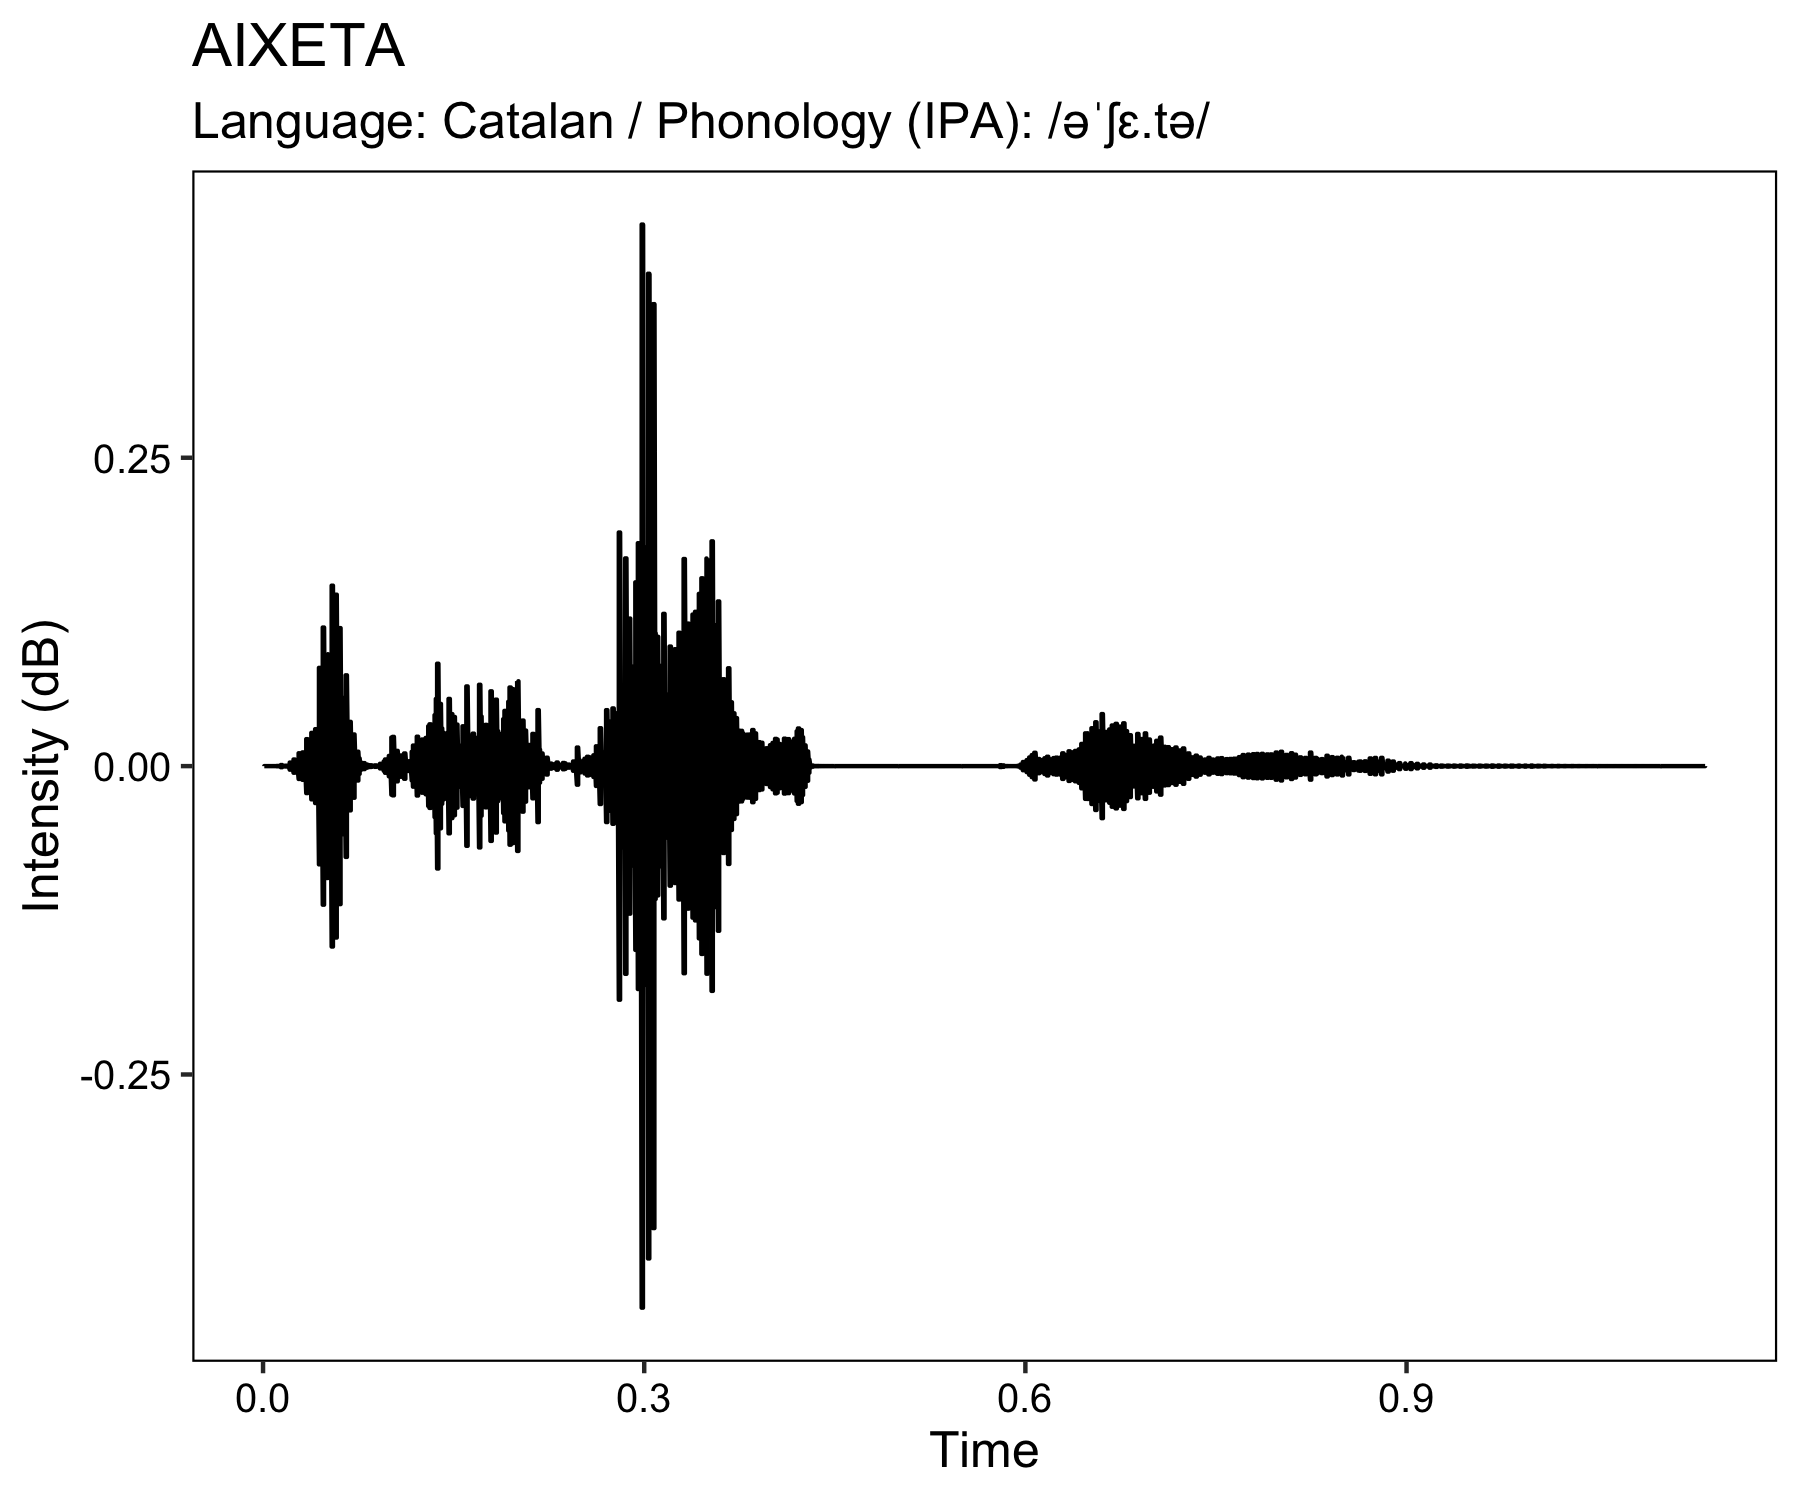 AIXETA
Language: Catalan / Phonology (IPA): /əˈʃɛ.tə/
Intensity (dB)
0.25
0.00
-0.25
0.0 0.3 0.6 0.9
Time